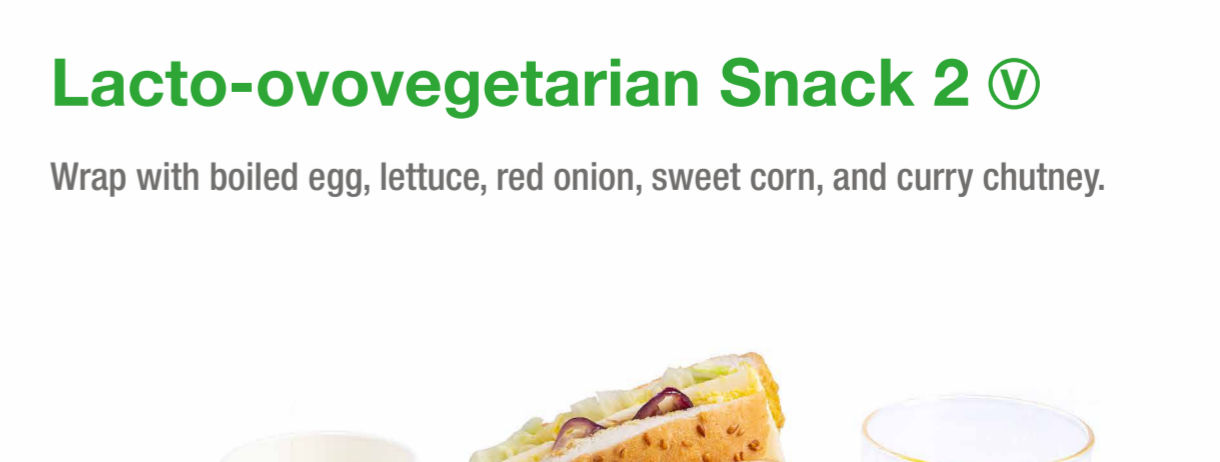 Lacto-ovovegetarian Snack 2 Ⓥ
Wrap with boiled egg, lettuce, red onion, sweet corn, and curry chutney.